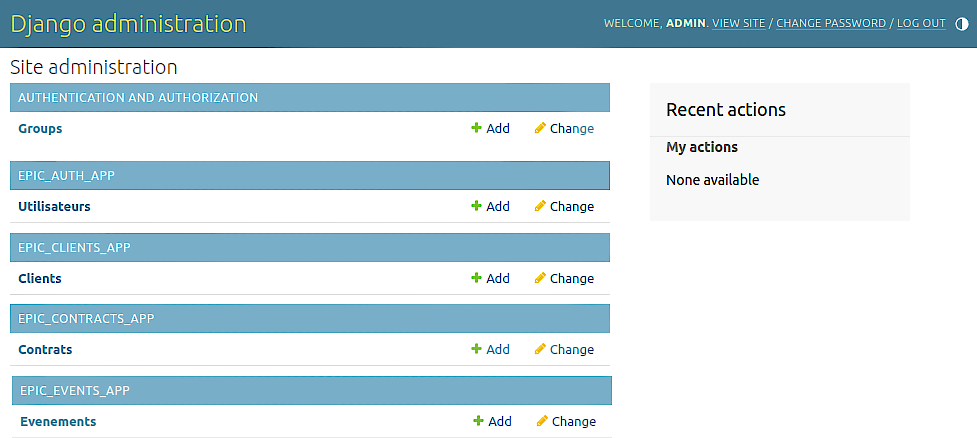 Django administration
WELCOME, ADMIN. VIEW SITE / CHANGE PASSWORD / LOG OUT
Site administration
AUTHENTICATION AND AUTHORIZATION
Groups Add Change
EPIC_AUTH_APP
Utilisateurs Add Change
EPIC_CLIENTS_APP
Clients Add Change
EPIC_CONTRACTS_APP
Contrats Add Change
EPIC_EVENTS_APP
Evenements Add Change
Recent actions
My actions
None available